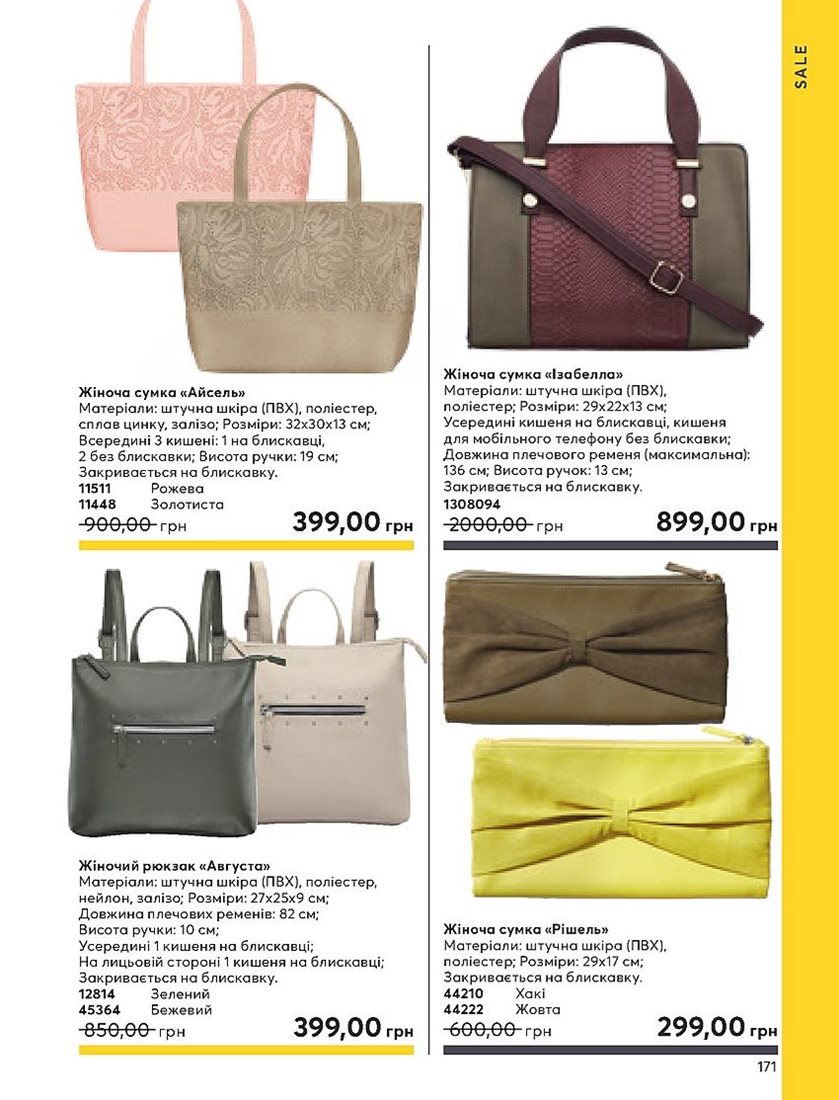 SALE
Жіноча сумка «Айсель»
Матеріали: штучна шкіра (ПВХ), поліестер,
сплав цинку, залізо; Розміри: 32х30х13 см;
Всередині 3 кишені: 1 на блискавці,
2 без блискавки; Висота ручки: 19 см;
Закривається на блискавку.
11511 Рожева
11448 Золотиста
900,00 грн 399,00 грн
Жіноча сумка «Ізабелла»
Матеріали: штучна шкіра (ПВХ),
поліестер; Розміри: 29х22х13 см;
Усередині кишеня на блискавці, кишеня
для мобільного телефону без блискавки;
Довжина плечового ременя (максимальна):
136 см; Висота ручок: 13 см;
Закривається на блискавку.
1308094
2000,00 грн 899,00 грн
Жіночий рюкзак «Августа»
Матеріали: штучна шкіра (ПВХ), поліестер,
нейлон, залізо; Розміри: 27х25х9 см;
Довжина плечових ременів: 82 см;
Висота ручки: 10 см;
Усередині 1 кишеня на блискавці;
На лицьовій стороні 1 кишеня на блискавці;
Закривається на блискавку.
12814 Зелений
45364 Бежевий
850,00 грн 399,00 грн
Жіноча сумка «Рішель»
Матеріали: штучна шкіра (ПВХ),
поліестер; Розміри: 29х17 см;
Закривається на блискавку.
44210 Хакі
44222 Жовта
600,00 грн 299,00 грн
171